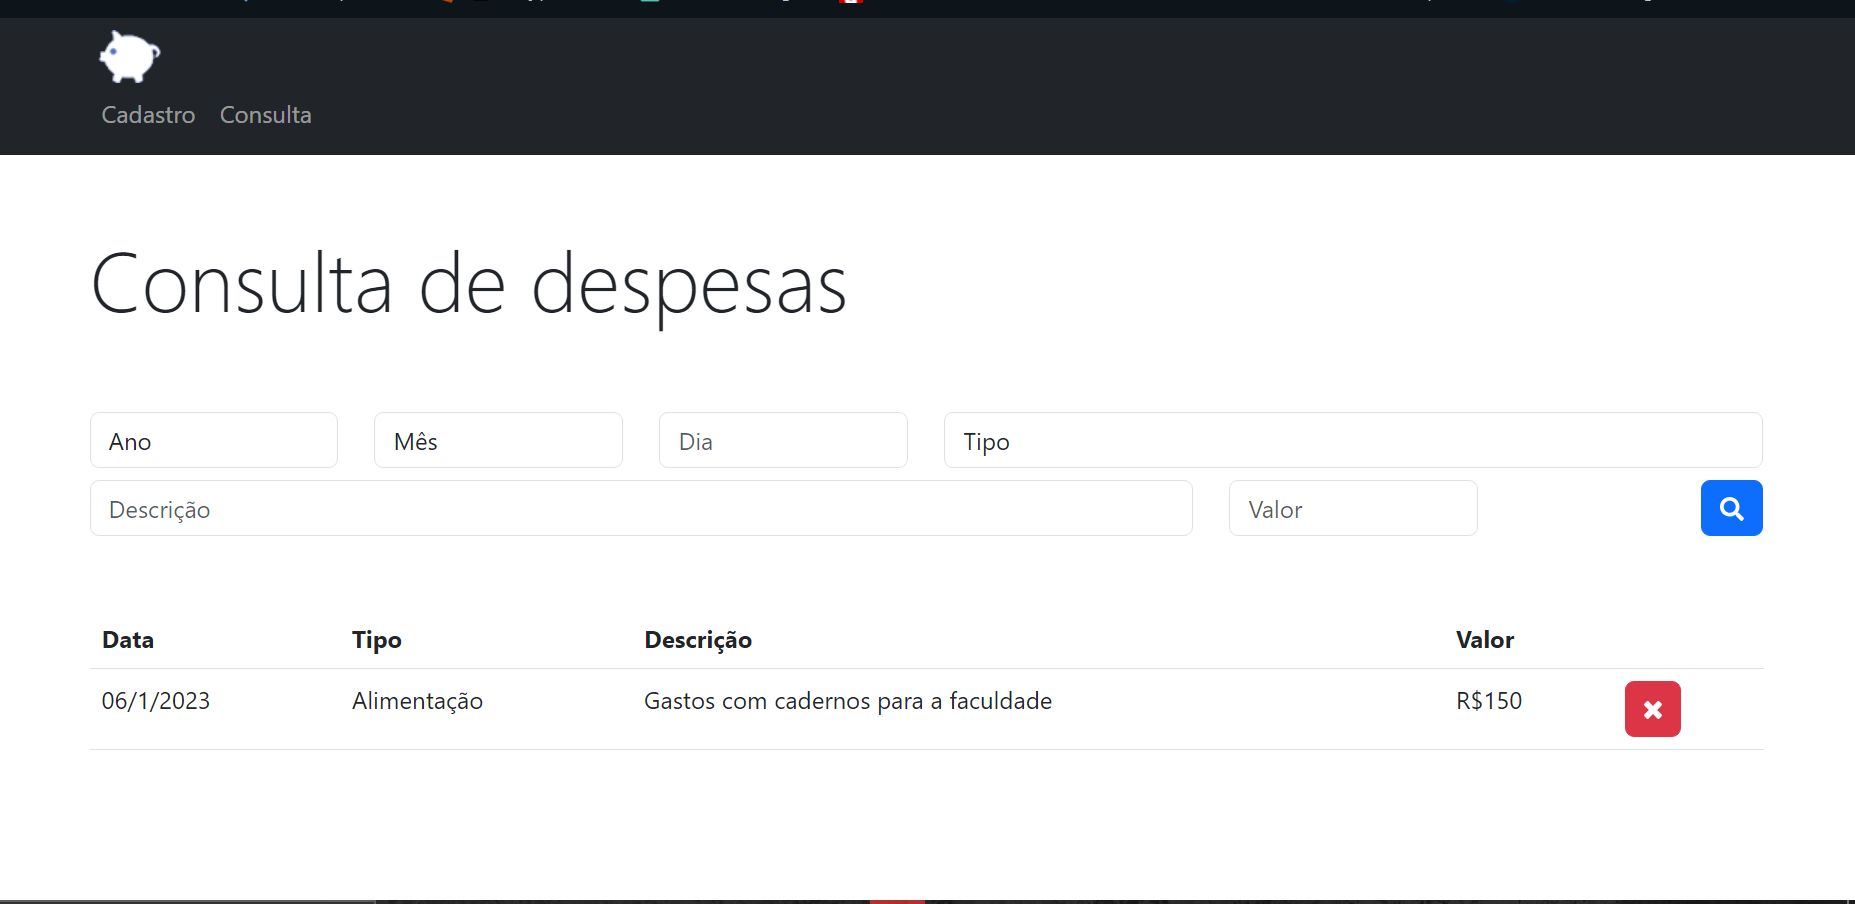 Cadastro Consulta
Consulta de despesas
Ano Mês Dia Tipo
Descrição Valor
Data Tipo Descrição Valor
06/1/2023 Alimentação Gastos com cadernos para a faculdade R$150